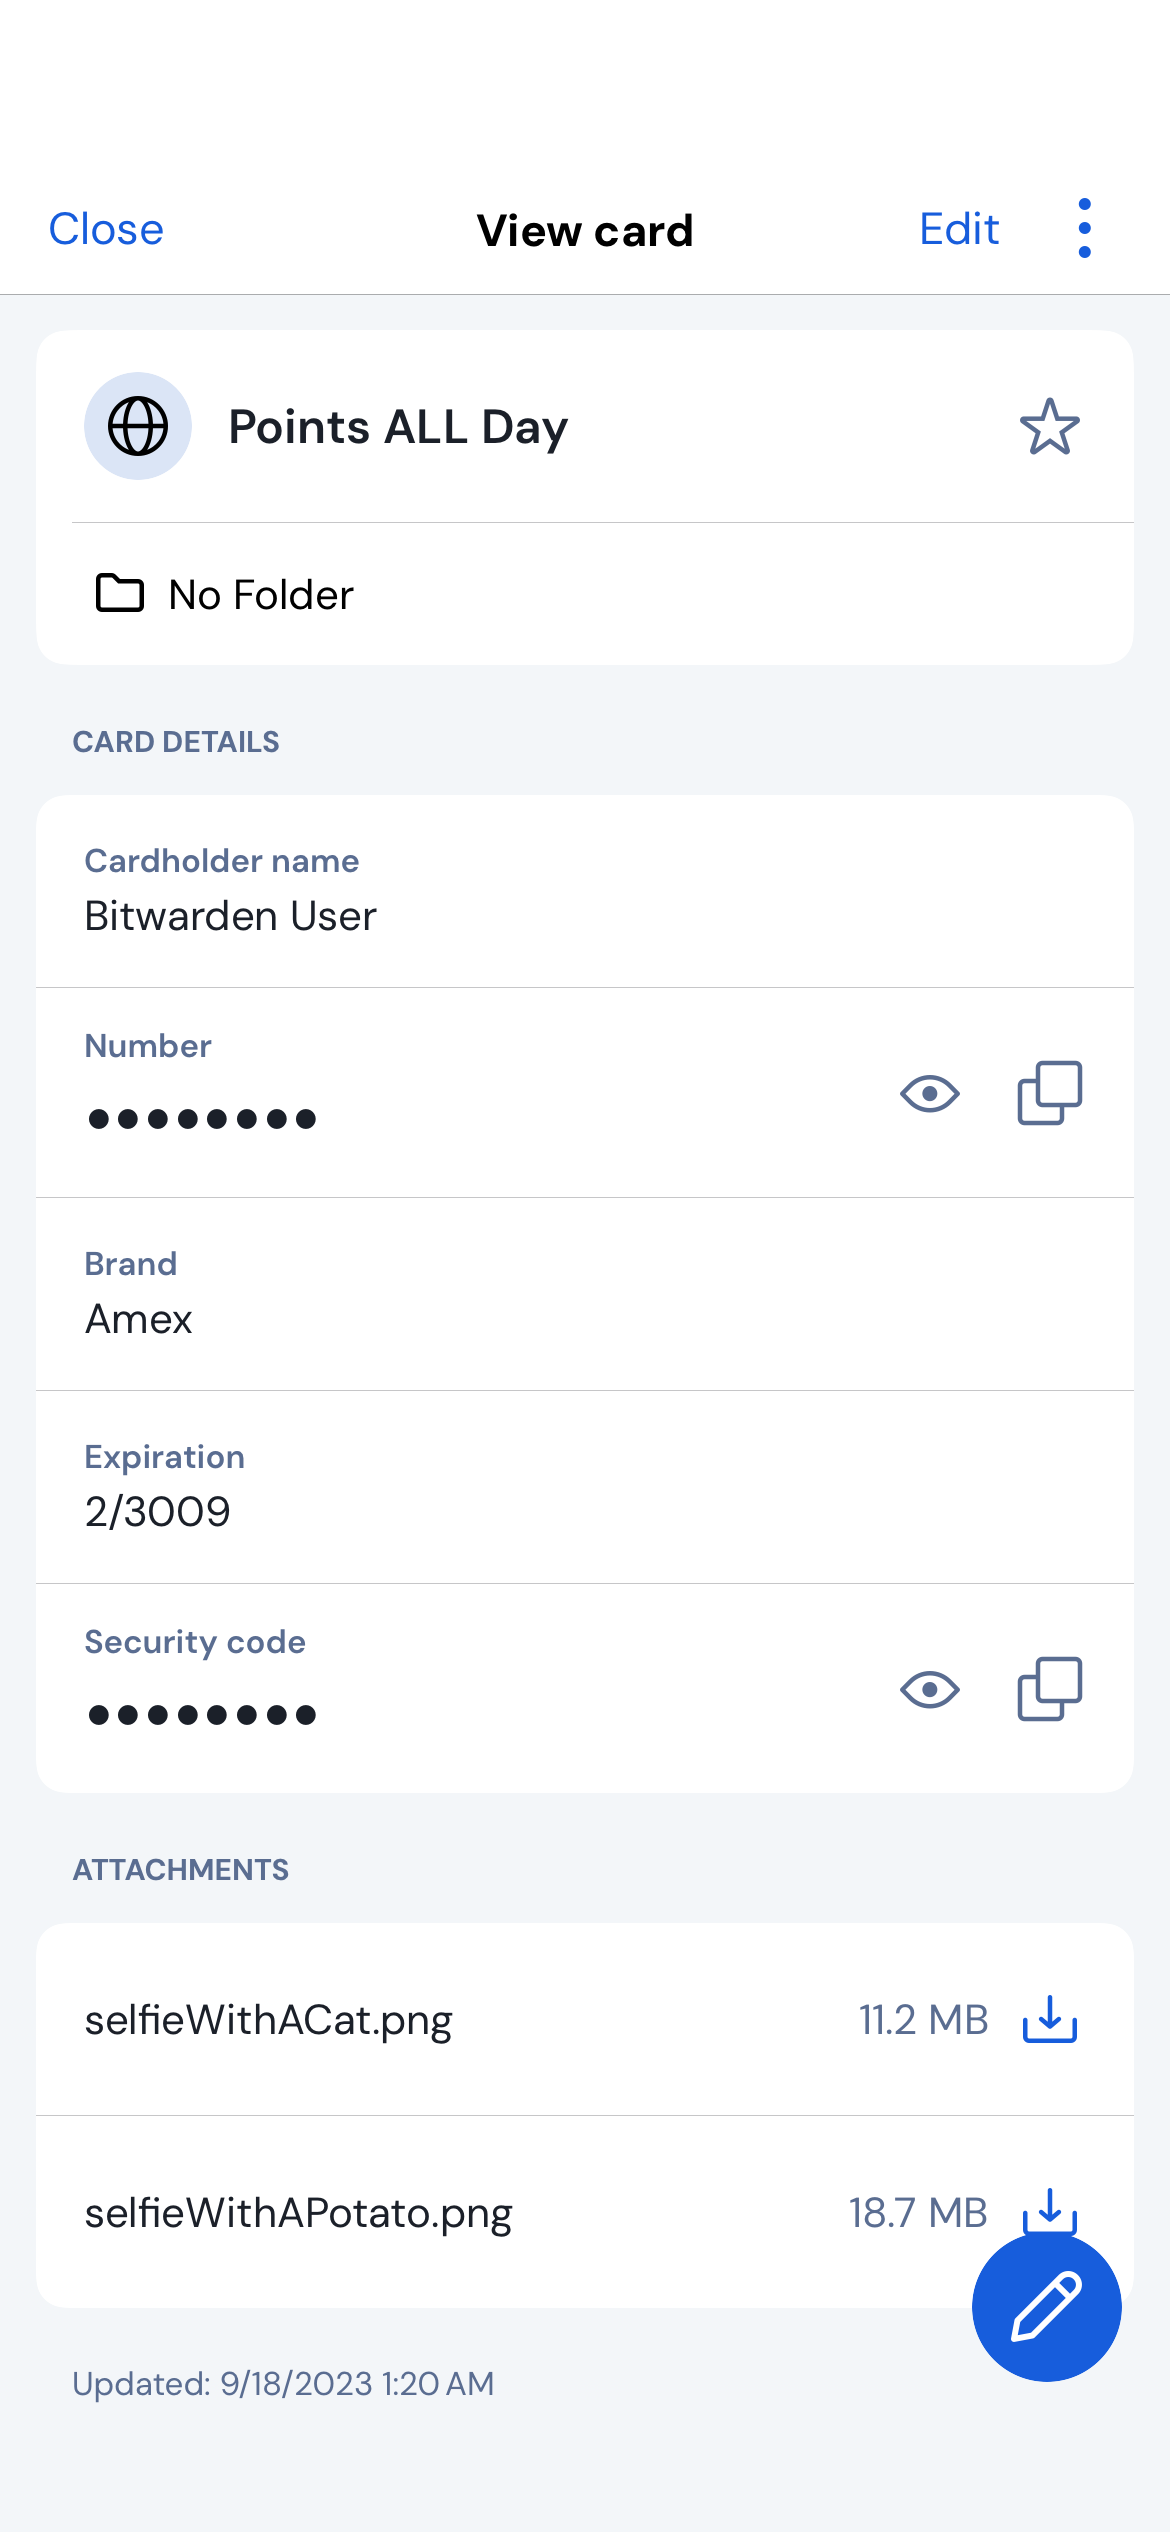 Close
View card
Edit
Points ALL Day
No Folder
CARD DETAILS
Cardholder name
Bitwarden User
Number
••••••••
Brand
Amex
Expiration
2/3009
Security code
••••••••
ATTACHMENTS
selfieWithACat.png 11.2 MB
selfieWithAPotato.png 18.7 MB
Updated: 9/18/2023 1:20 AM